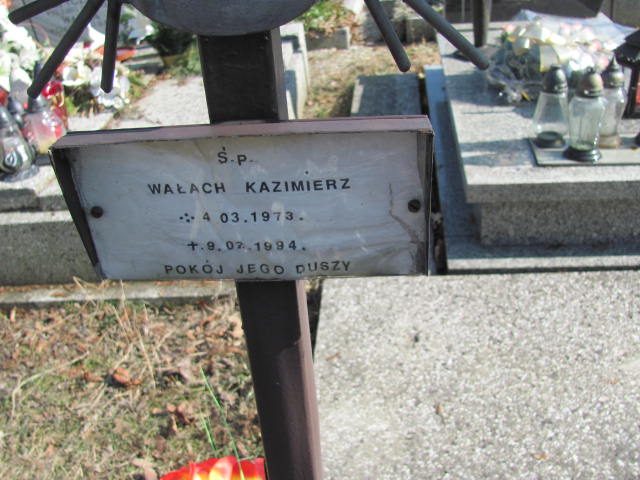 Ś.P.
WAŁACH KAZIMIERZ
4 03.1973.
✝9.02.1994.
POKÓJ JEGO DUSZY